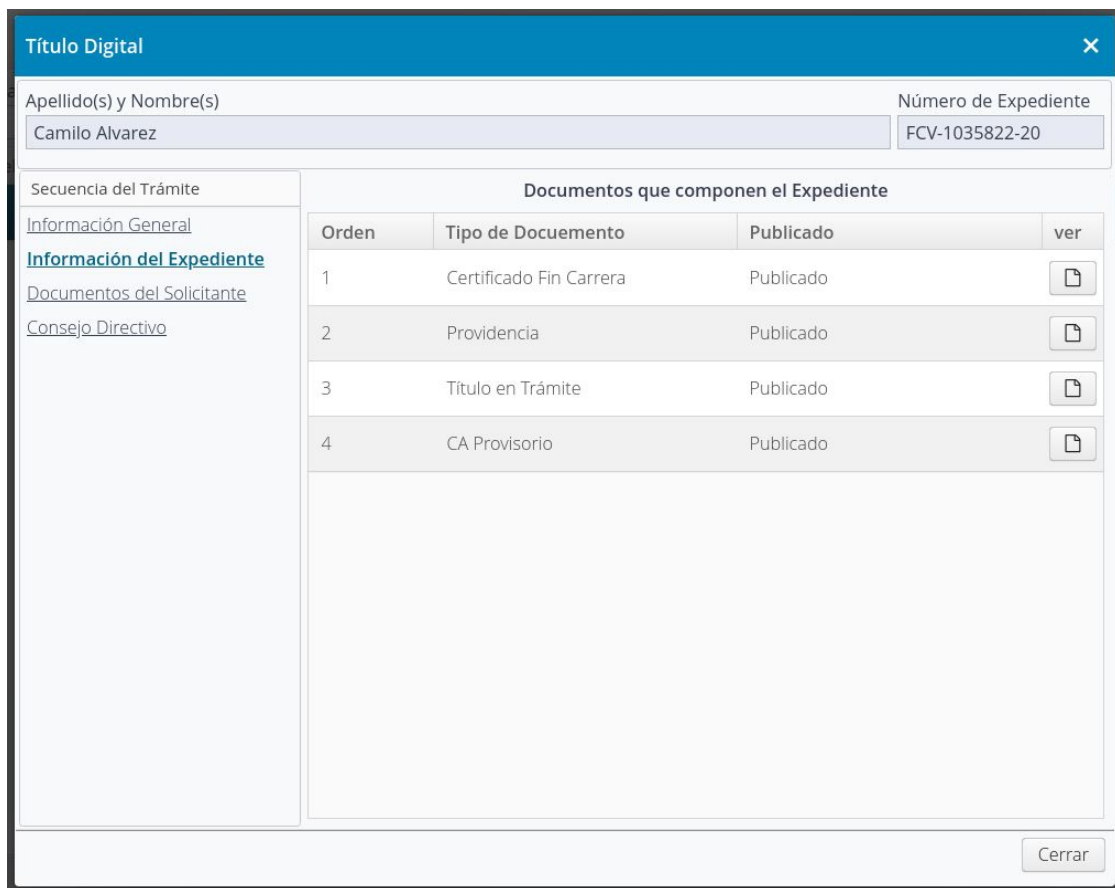 Título Digital
Apellido(s) y Nombre(s) Número de Expediente
Camilo Alvarez FCV-1035822-20
Secuencia del Trámite
Información General
Información del Expediente
Documentos del Solicitante
Consejo Directivo
Documentos que componen el Expediente
Orden Tipo de Docuemento Publicado ver
1 Certificado Fin Carrera Publicado
2 Providencia Publicado
3 Título en Trámite Publicado
4 CA Provisorio Publicado
Cerrar